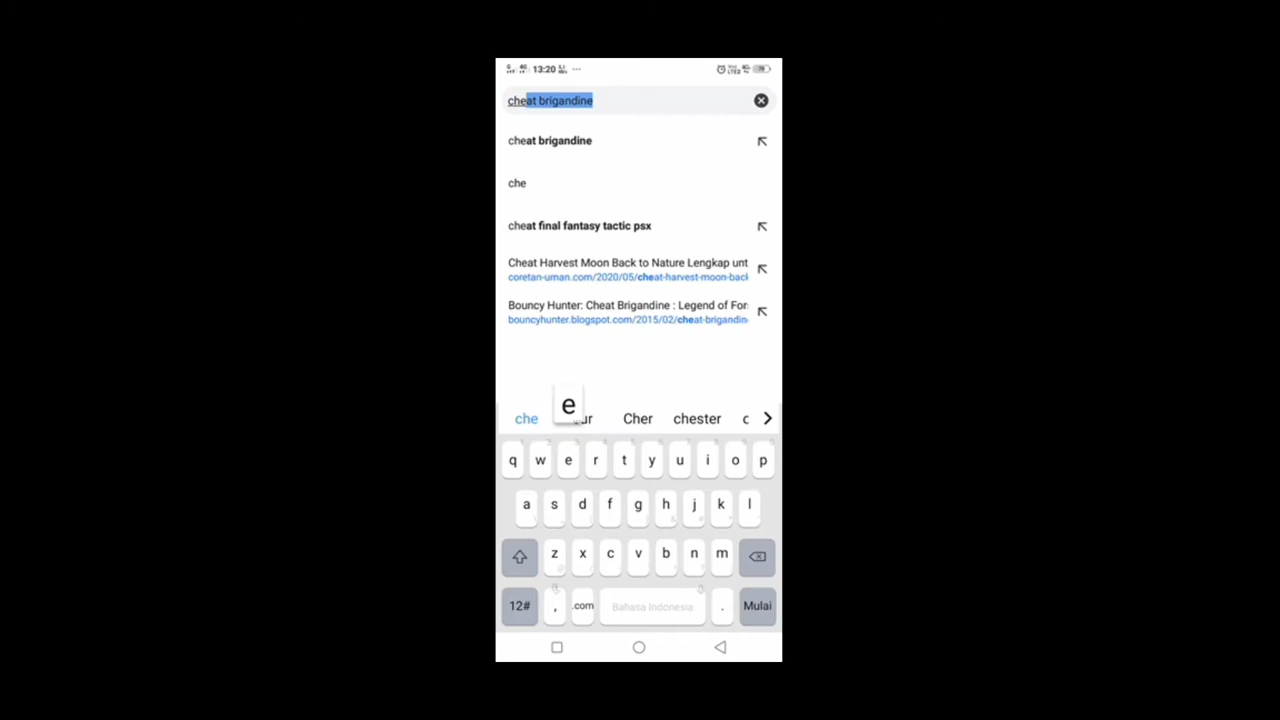 13:20
cheat brigandine
cheat brigandine
che
cheat final fantasy tactic psx
Cheat Harvest Moon Back to Nature Lengkap unt
coretan-uman.com/2020/05/cheat-harvest-moon-back
Bouncy Hunter: Cheat Brigandine : Legend of For
bouncyhunter.blogspot.com/2015/02/cheat-brigandin
e
che ur Cher chester c
q w e r t y u i o p
a s d f g h j k l
z x c v b n m
12# , .com Bahasa Indonesia . Mulai